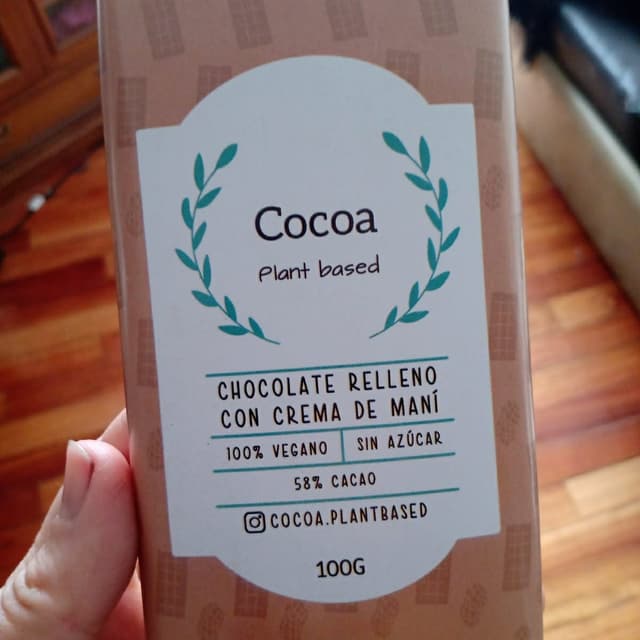 Cocoa
Plant based
CHOCOLATE RELLENO
CON CREMA DE MANÍ
100% VEGANO SIN AZÚCAR
58% CACAO
COCOA.PLANTBASED
100G